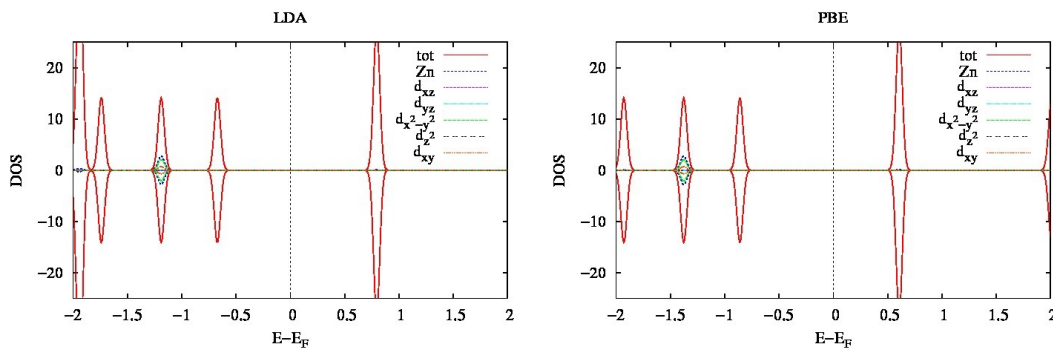 LDA
DOS
20
10
0
−10
−20
−2
−1.5
−1
−0.5
0
0.5
1
1.5
2
E−E_F
tot
Zn
d_xz
d_yz
d_x²−y²
d_z²
d_xy
PBE
DOS
20
10
0
−10
−20
−2
−1.5
−1
−0.5
0
0.5
1
1.5
2
E−E_F
tot
Zn
d_xz
d_yz
d_x²−y²
d_z²
d_xy